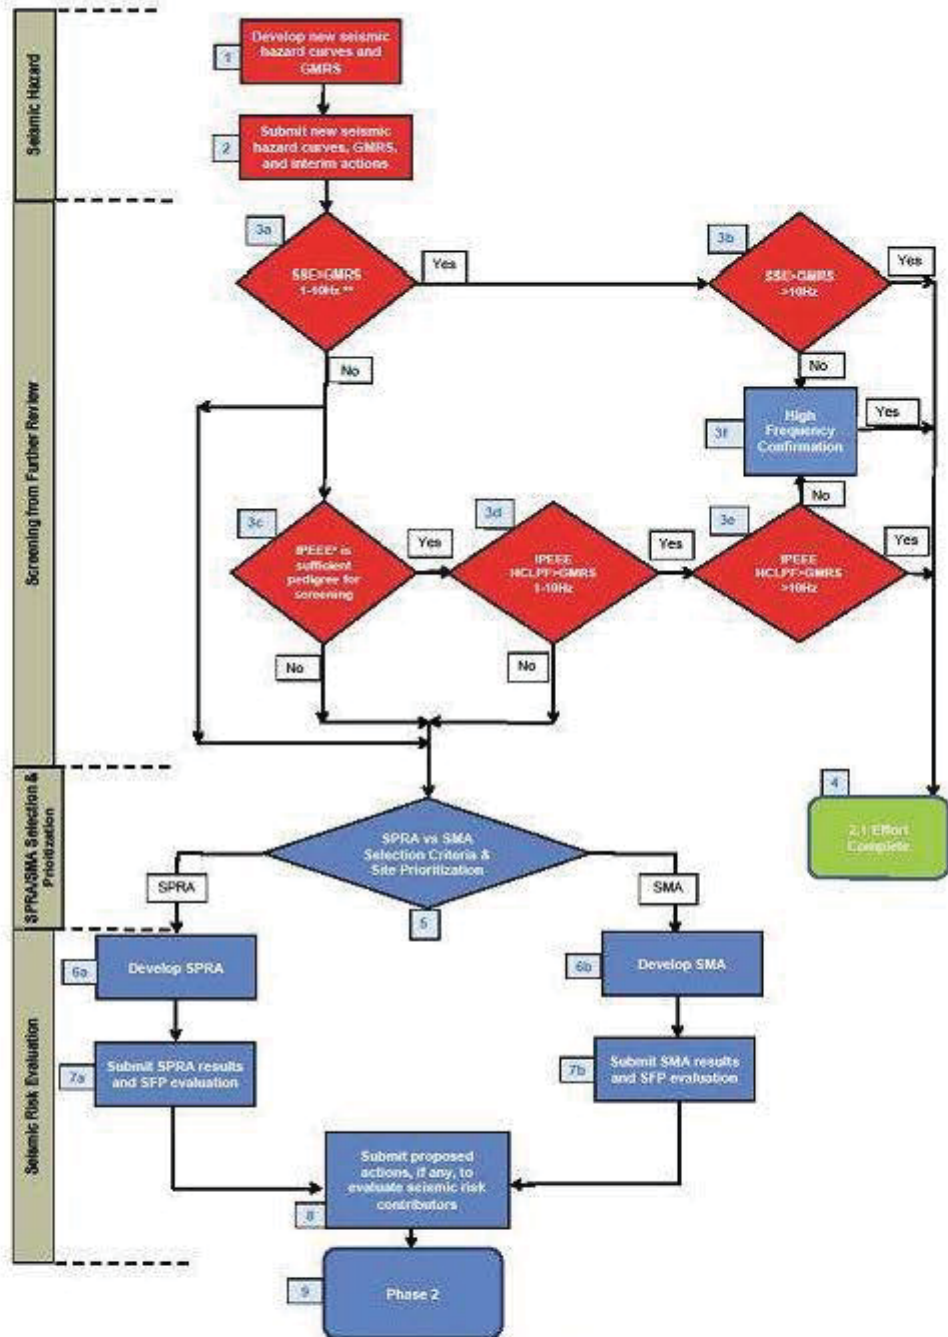 Seismic Hazard
1
Develop new seismic
hazard curves and
GMRS
2
Submit new seismic
hazard curves, GMRS,
and interim actions
Screening from Further Review
3a
SSE>GMRS
1-10Hz **
Yes
3b
SSE>GMRS
>10Hz
Yes
No
No
3f
High
Frequency
Confirmation
Yes
No
3c
IPEEE* is
sufficient
pedigree for
screening
Yes
3d
IPEEE
HCLPF>GMRS
1-10Hz
Yes
3e
IPEEE
HCLPF>GMRS
>10Hz
Yes
No
No
SPRA/SMA Selection &
Prioritization
4
2.1 Effort
Complete
SPRA vs SMA
Selection Criteria &
Site Prioritization
5
SPRA
SMA
Seismic Risk Evaluation
6a
Develop SPRA
6b
Develop SMA
7a
Submit SPRA results
and SFP evaluation
7b
Submit SMA results
and SFP evaluation
8
Submit proposed
actions, if any, to
evaluate seismic risk
contributors
9
Phase 2